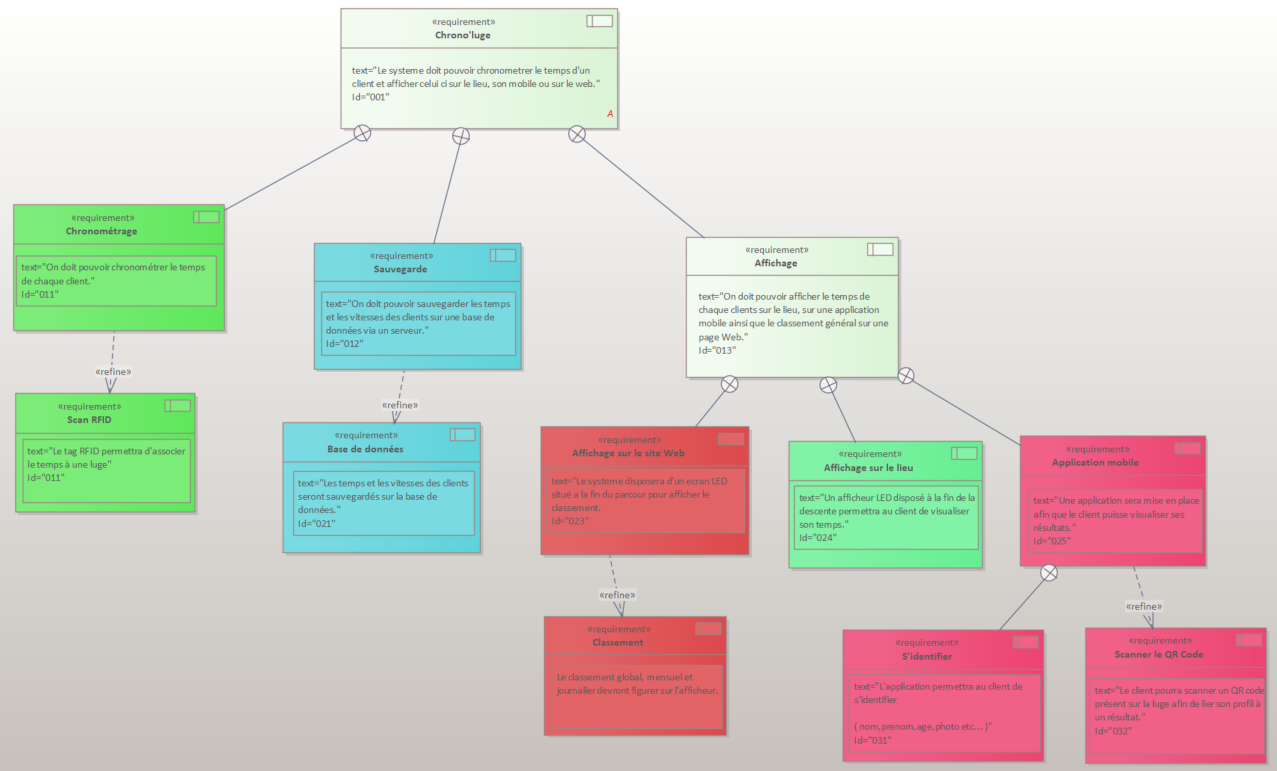 «requirement»
Chrono'luge
text="Le systeme doit pouvoir chronometrer le temps d'un
client et afficher celui ci sur le lieu, son mobile ou sur le web."
Id="001"
A
«requirement»
Chronométrage
text="On doit pouvoir chronométrer le temps
de chaque client."
Id="011"
«requirement»
Sauvegarde
text="On doit pouvoir sauvegarder les temps
et les vitesses des clients sur une base de
données via un serveur."
Id="012"
«requirement»
Affichage
text="On doit pouvoir afficher le temps de
chaque clients sur le lieu, sur une application
mobile ainsi que le classement général sur une
page Web."
Id="013"
«refine»
«refine»
«requirement»
Scan RFID
text="Le tag RFID permettra d'associer
le temps à une luge"
Id="011"
«requirement»
Base de données
text="Les temps et les vitesses des clients
seront sauvegardés sur la base de
données."
Id="021"
«requirement»
Affichage sur le site Web
text="Le systeme disposera d'un ecran LED
situé a la fin du parcour pour afficher le
classement.
Id="023"
«requirement»
Affichage sur le lieu
text="Un afficheur LED disposé à la fin de la
descente permettra au client de visualiser
son temps."
Id="024"
«requirement»
Application mobile
text="Une application sera mise en place
afin que le client puisse visualiser ses
résultats."
Id="025"
«refine»
«refine»
«requirement»
Classement
Le classement global, mensuel et
journalier devront figurer sur l'afficheur.
«requirement»
S'identifier
text="L'application permettra au client de
s'identifier
( nom, prenom, age, photo etc... )"
Id="031"
«requirement»
Scanner le QR Code
text="Le client pourra scanner un QR code
présent sur la luge afin de lier son profil à
un résultat."
Id="032"